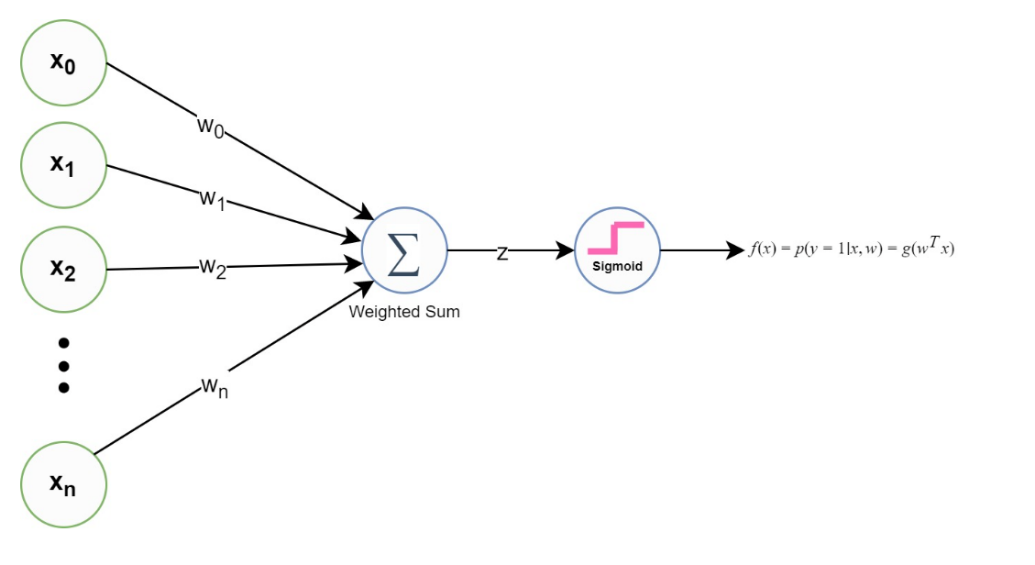 x₀
w₀
x₁
w₁
x₂
w₂
∑
z
Sigmoid
f(x) = p(y = 1|x, w) = g(wᵀ x)
Weighted Sum
wₙ
xₙ